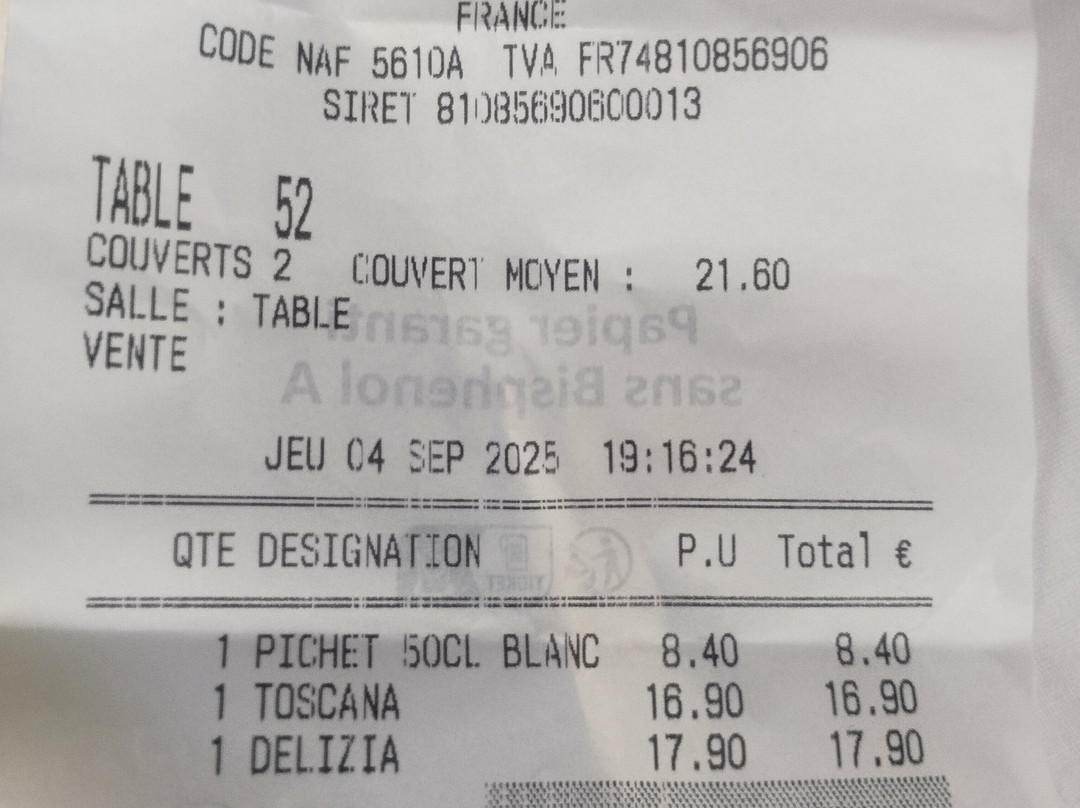 FRANCE
CODE NAF 5610A TVA FR74810856906
SIRET 81085690600013
TABLE 52
COUVERTS 2 COUVERT MOYEN : 21.60
SALLE : TABLE
Papier garanti
VENTE
sans Bisphenol A
JEU 04 SEP 2025 19:16:24
QTE DESIGNATION P.U Total €
TICKET
1 PICHET 50CL BLANC 8.40 8.40
1 TOSCANA 16.90 16.90
1 DELIZIA 17.90 17.90